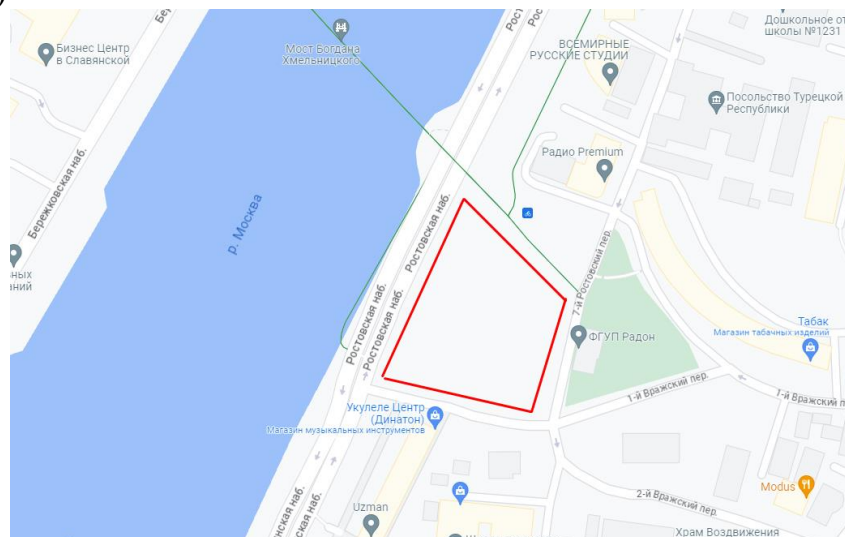 )
Бизнес Центр
в Славянской
Мост Богдана
Хмельницкого
Ростовская наб.
ВСЕМИРНЫЕ
РУССКИЕ СТУДИИ
Дошкольное от
школы №1231
Посольство Турецкой
Республики
Радио Premium
Бережковская наб.
р. Москва
Ростовская наб.
Ростовская наб.
Ростовская наб.
7-й Ростовский пер.
ФГУП Радон
Табак
Магазин табачных изделий
1-й Вражский пер.
1-й Вражский п
Укулеле Центр
(Динатон)
Магазин музыкальных инструментов
Modus
2-й Вражский пер.
Uzman
Храм Воздвижения